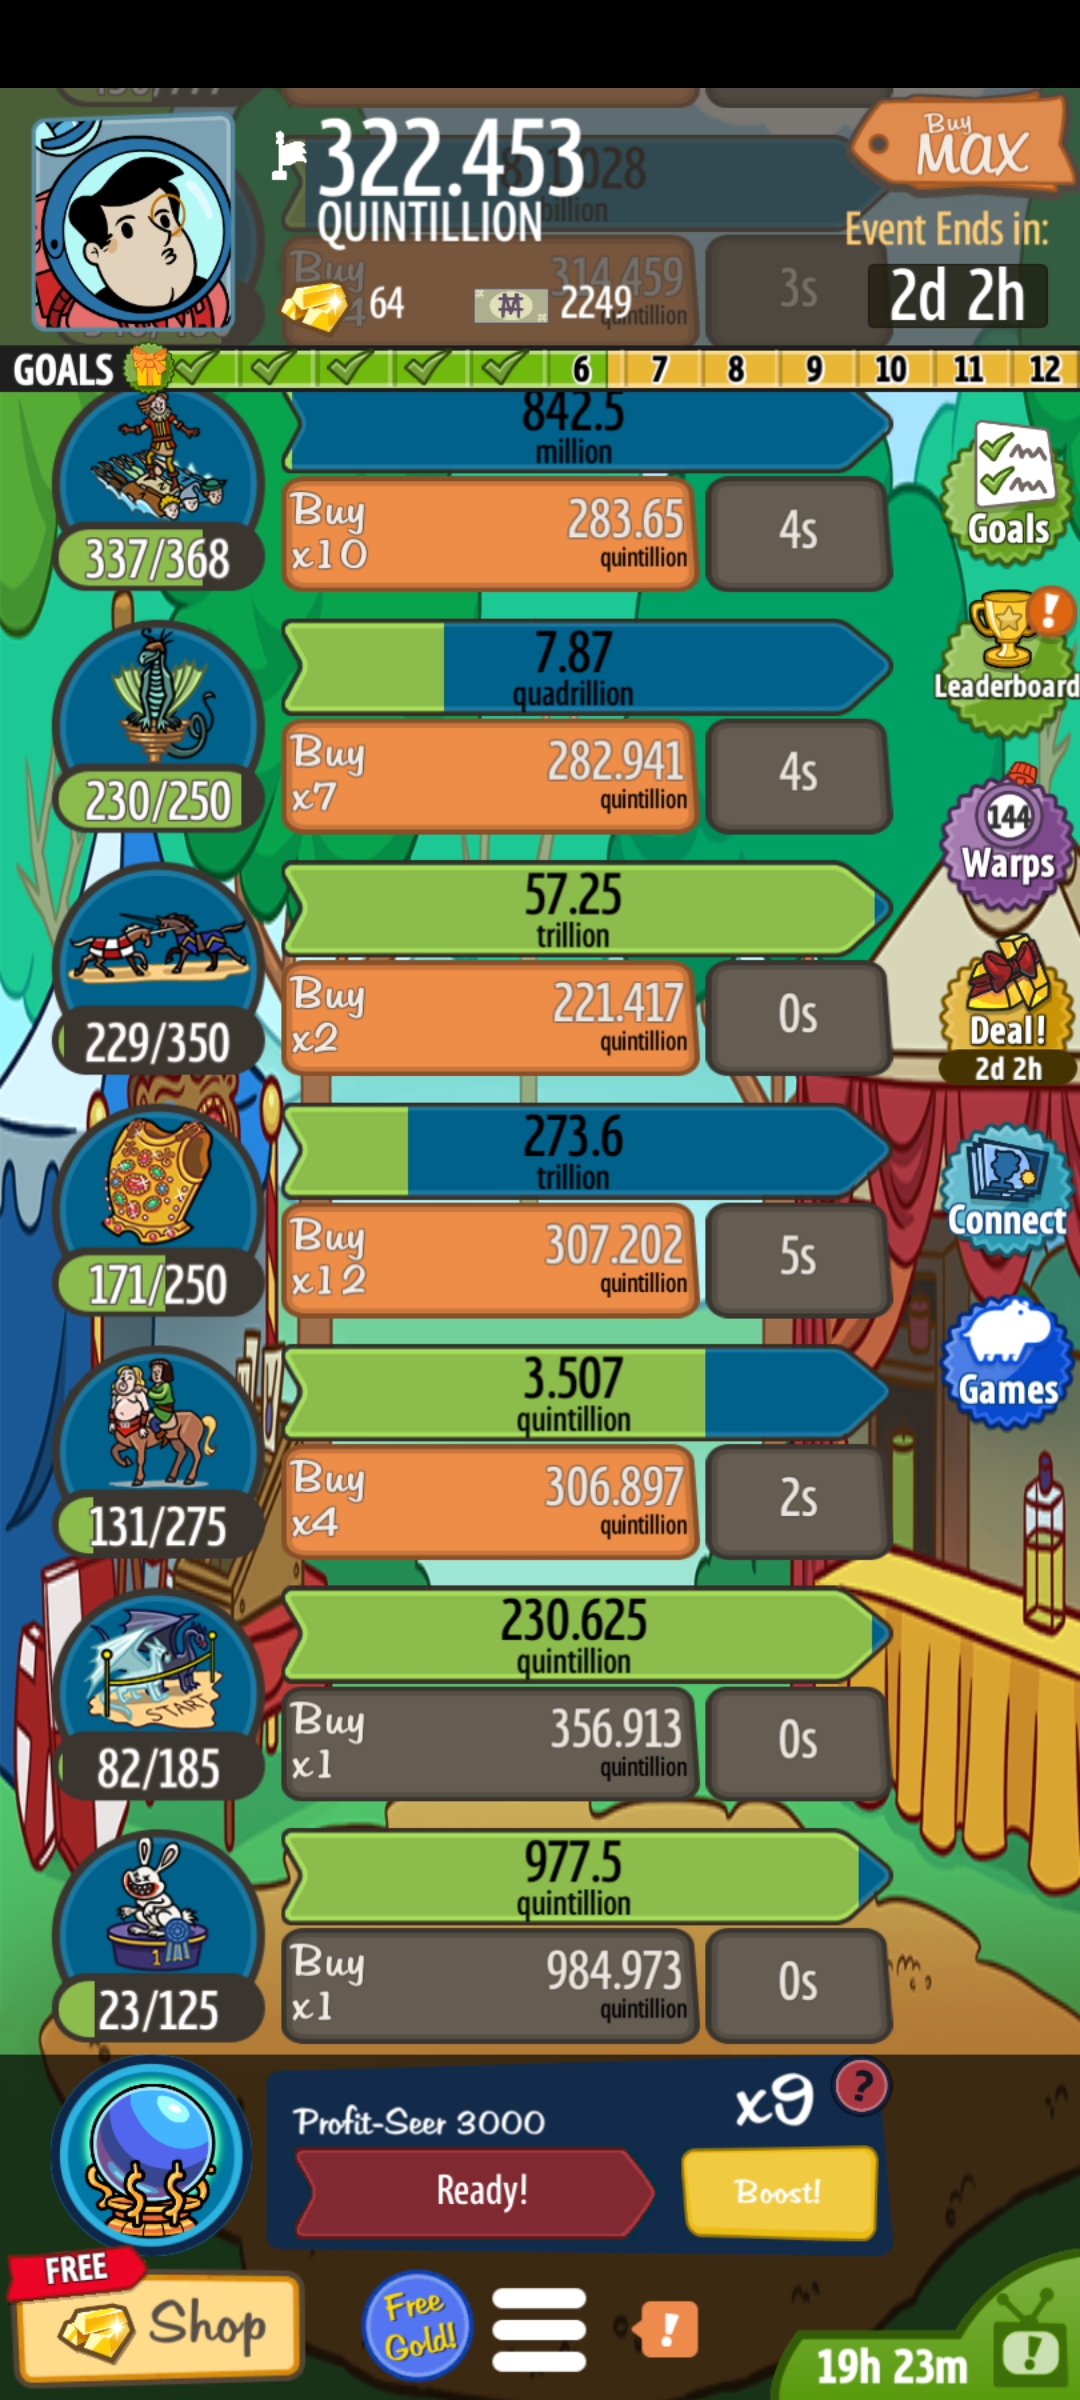 322.453
QUINTILLION
Buy
MAX
Event Ends in:
2d 2h
64
2249
billion
Buy
314.459
3s
GOALS
6
7
8
9
10
11
12
842.5
million
337/368
Buy
x10
283.65
quintillion
4s
Goals
7.87
quadrillion
230/250
Buy
x7
282.941
quintillion
4s
!
Leaderboard
57.25
trillion
229/350
Buy
x2
221.417
quintillion
0s
144
Warps
Deal!
2d 2h
273.6
trillion
171/250
Buy
x12
307.202
quintillion
5s
Connect
3.507
quintillion
131/275
Buy
x4
306.897
quintillion
2s
Games
230.625
quintillion
START
82/185
Buy
x1
356.913
quintillion
0s
977.5
quintillion
1
23/125
Buy
x1
984.973
quintillion
0s
Profit-Seer 3000
x9
?
Ready!
Boost!
FREE
Shop
Free
Gold!
!
19h 23m
!